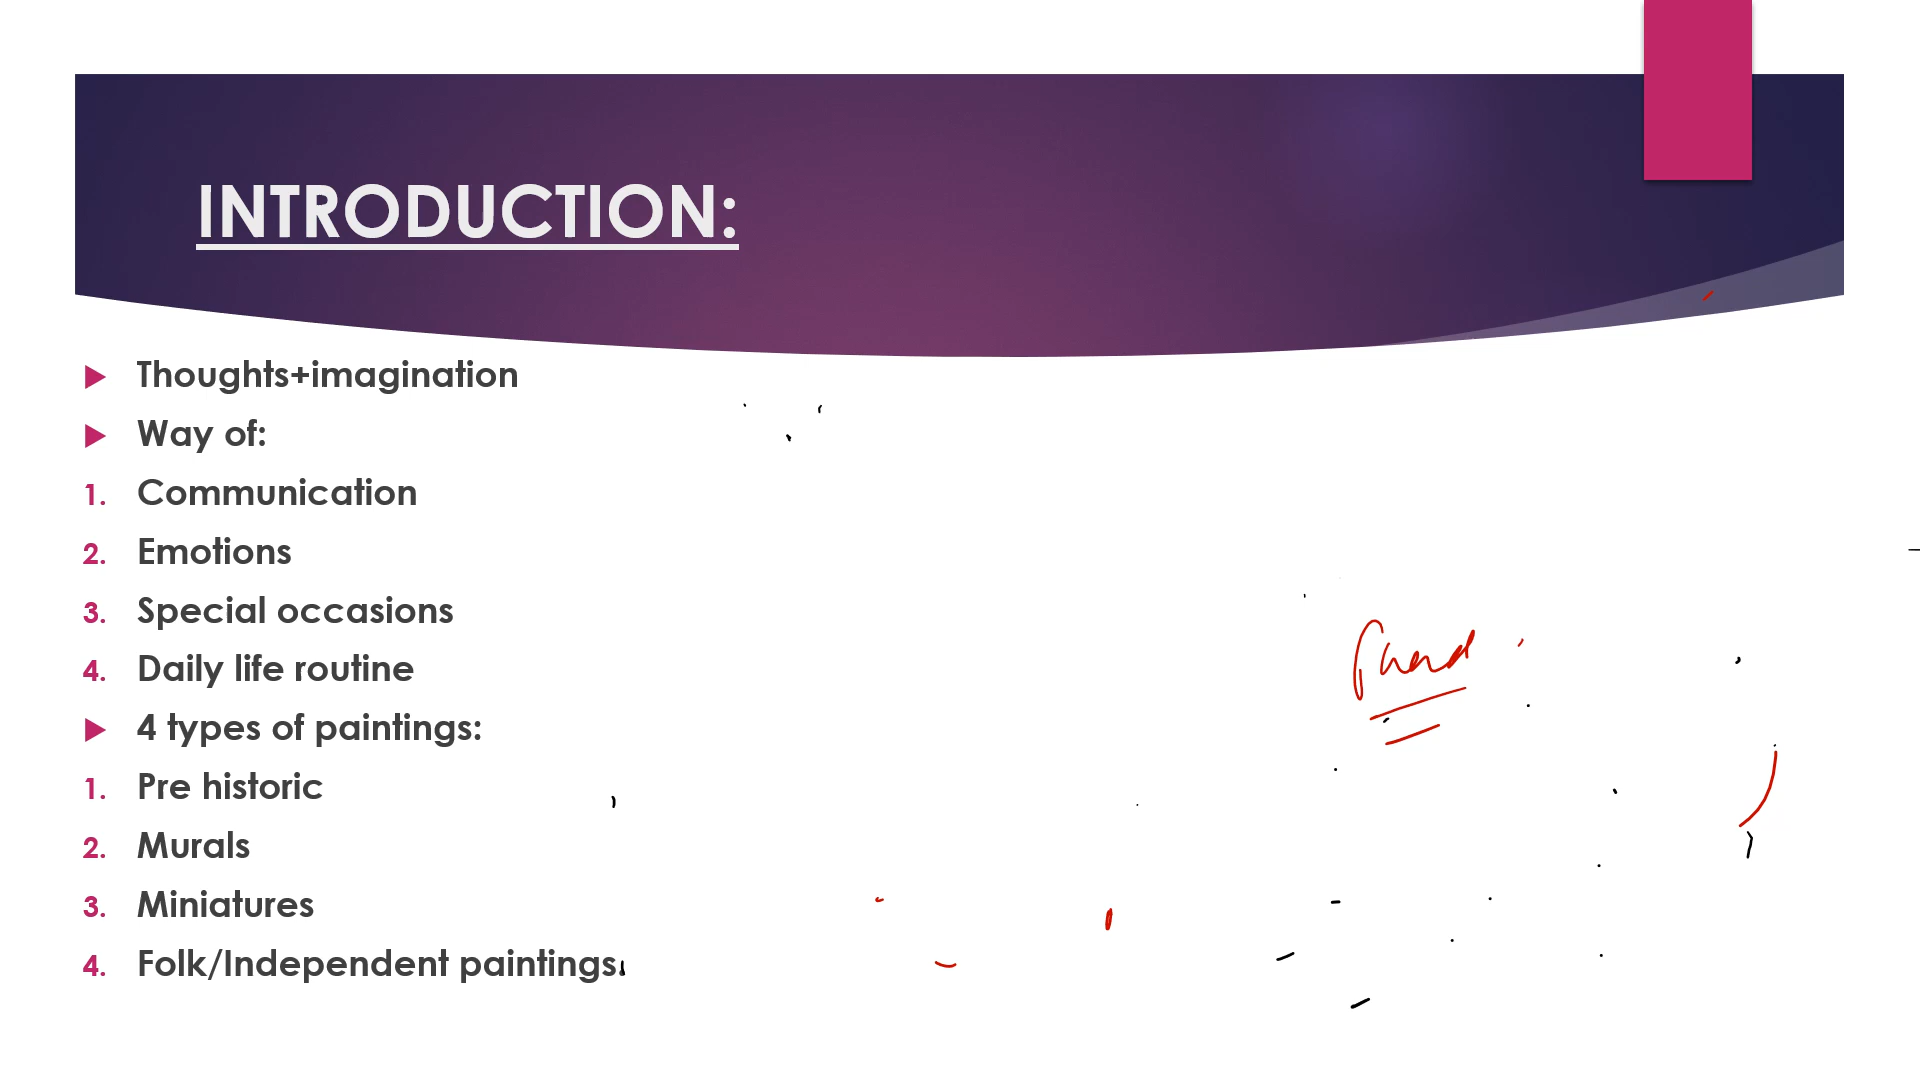 INTRODUCTION:
▶ Thoughts+imagination
▶ Way of:
1. Communication
2. Emotions
3. Special occasions
4. Daily life routine
▶ 4 types of paintings:
1. Pre historic
2. Murals
3. Miniatures
4. Folk/Independent paintings.